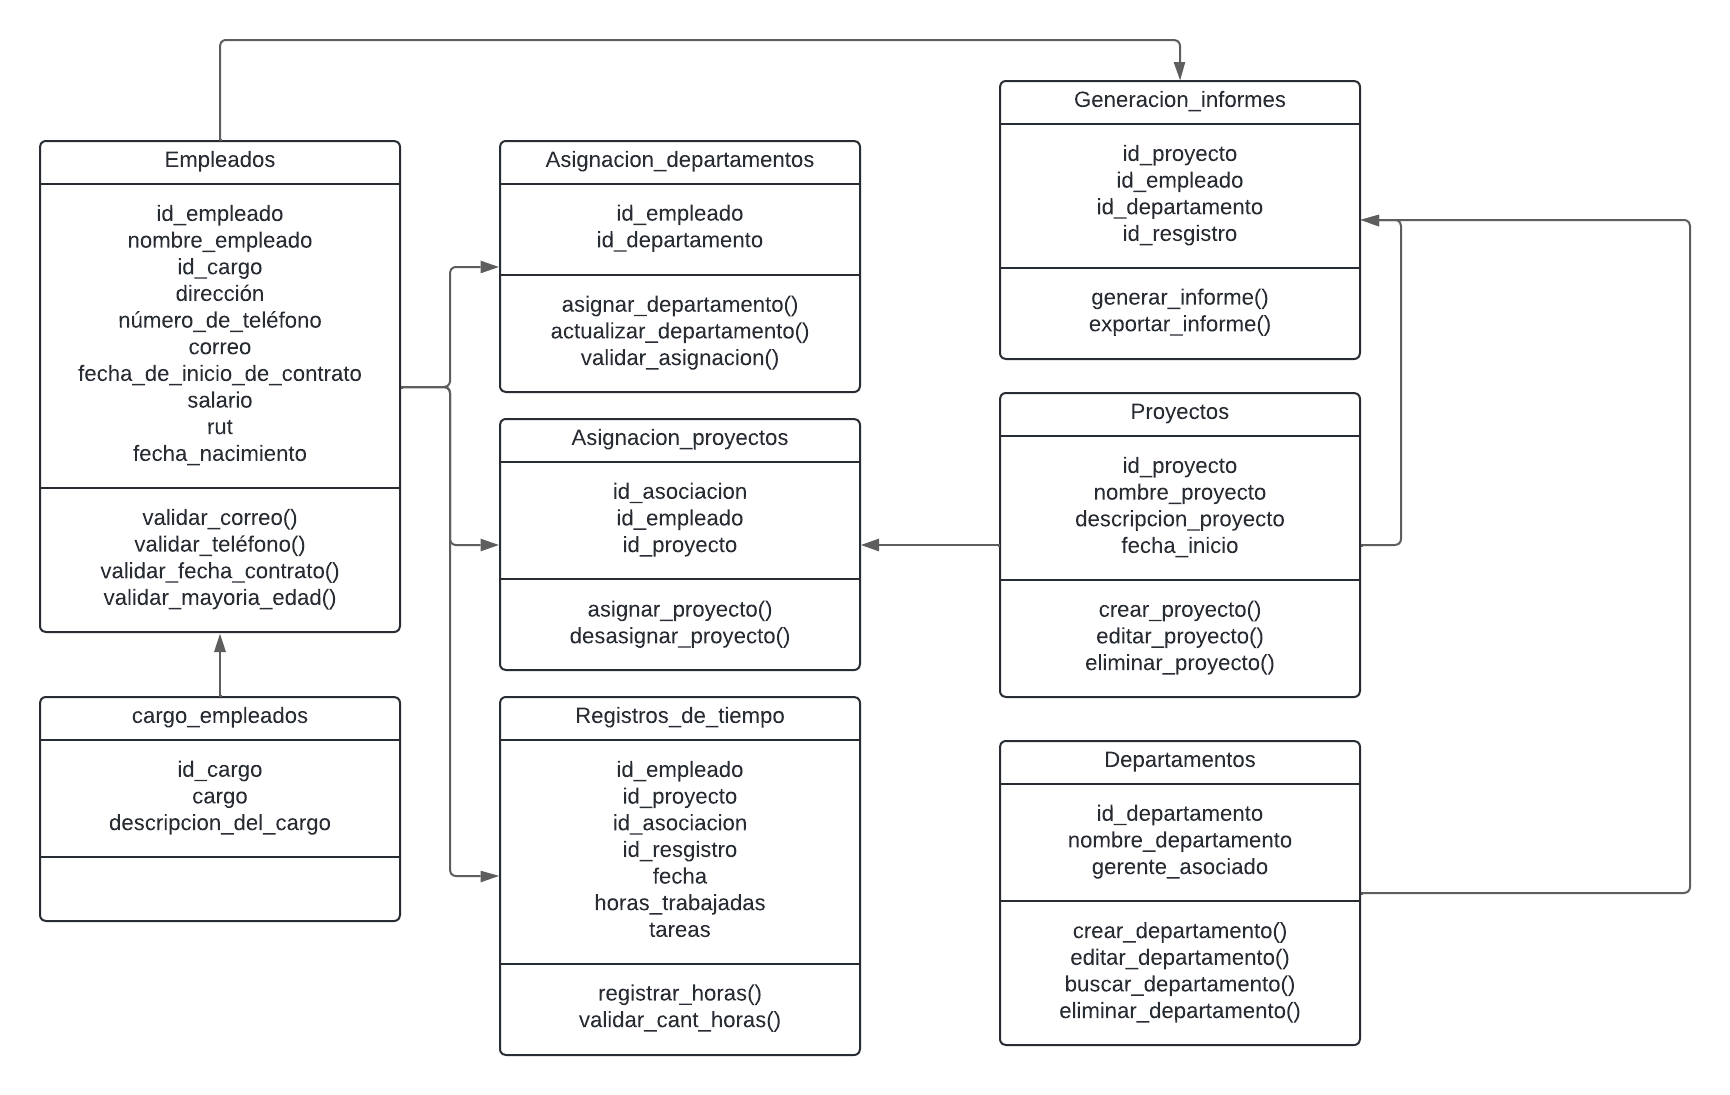 Empleados
id_empleado
nombre_empleado
id_cargo
dirección
número_de_teléfono
correo
fecha_de_inicio_de_contrato
salario
rut
fecha_nacimiento
validar_correo()
validar_teléfono()
validar_fecha_contrato()
validar_mayoria_edad()
cargo_empleados
id_cargo
cargo
descripcion_del_cargo
Asignacion_departamentos
id_empleado
id_departamento
asignar_departamento()
actualizar_departamento()
validar_asignacion()
Asignacion_proyectos
id_asociacion
id_empleado
id_proyecto
asignar_proyecto()
desasignar_proyecto()
Registros_de_tiempo
id_empleado
id_proyecto
id_asociacion
id_resgistro
fecha
horas_trabajadas
tareas
registrar_horas()
validar_cant_horas()
Generacion_informes
id_proyecto
id_empleado
id_departamento
id_resgistro
generar_informe()
exportar_informe()
Proyectos
id_proyecto
nombre_proyecto
descripcion_proyecto
fecha_inicio
crear_proyecto()
editar_proyecto()
eliminar_proyecto()
Departamentos
id_departamento
nombre_departamento
gerente_asociado
crear_departamento()
editar_departamento()
buscar_departamento()
eliminar_departamento()